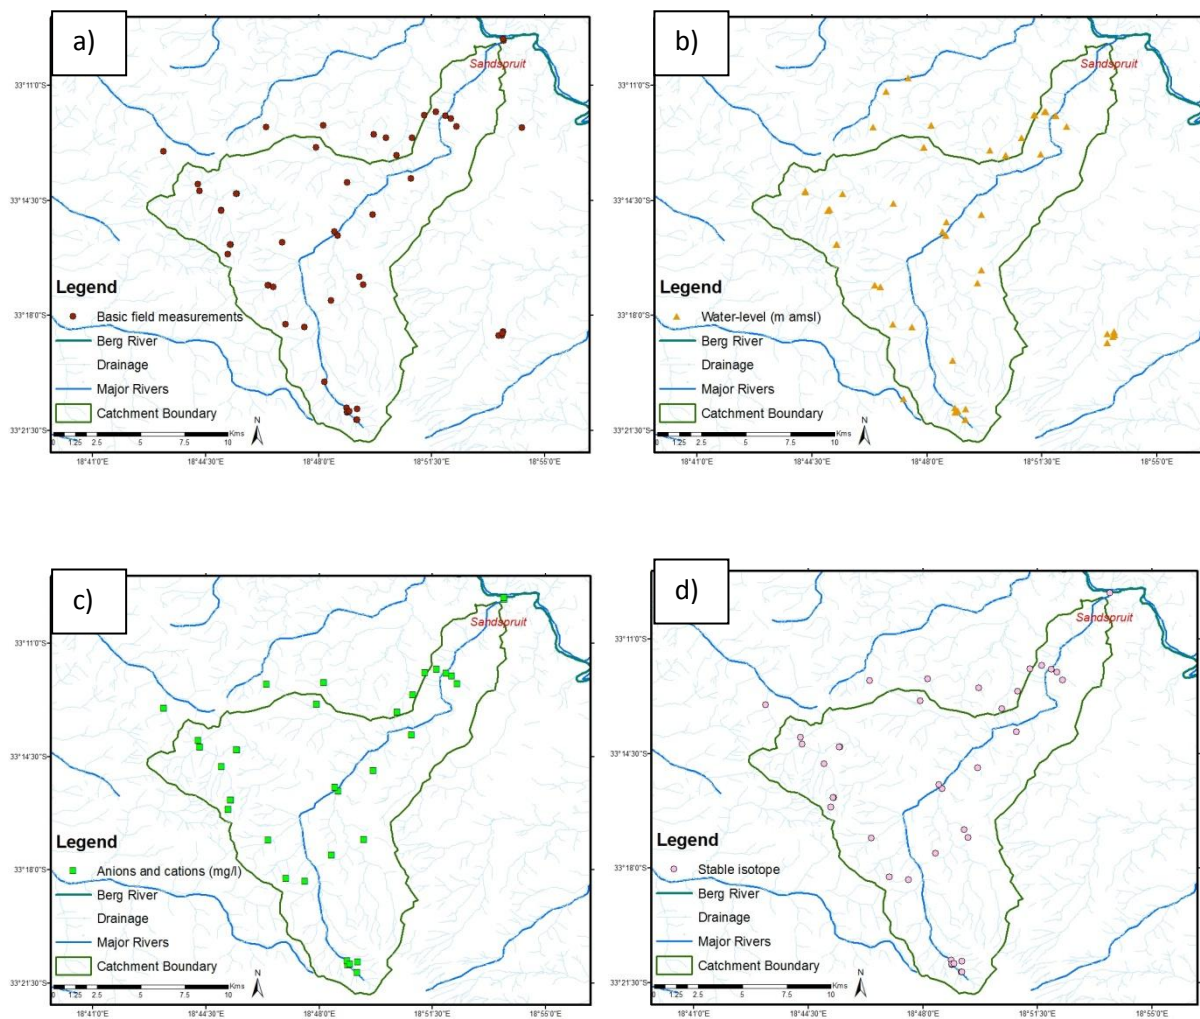 a)
Sandspruit
33°11'0"S
33°14'30"S
33°18'0"S
33°21'30"S
Legend
Basic field measurements
Berg River
Drainage
Major Rivers
Catchment Boundary
N
Kms
0 1.25 2.5 5 7.5 10
18°41'0"E 18°44'30"E 18°48'0"E 18°51'30"E 18°55'0"E
b)
Sandspruit
33°11'0"S
33°14'30"S
33°18'0"S
33°21'30"S
Legend
Water-level (m amsl)
Berg River
Drainage
Major Rivers
Catchment Boundary
N
Kms
0 1.25 2.5 5 7.5 10
18°41'0"E 18°44'30"E 18°48'0"E 18°51'30"E 18°55'0"E
c)
Sandspruit
33°11'0"S
33°14'30"S
33°18'0"S
33°21'30"S
Legend
Anions and cations (mg/l)
Berg River
Drainage
Major Rivers
Catchment Boundary
N
Kms
0 1.25 2.5 5 7.5 10
18°41'0"E 18°44'30"E 18°48'0"E 18°51'30"E 18°55'0"E
d)
Sandspruit
33°11'0"S
33°14'30"S
33°18'0"S
33°21'30"S
Legend
Stable isotope
Berg River
Drainage
Major Rivers
Catchment Boundary
N
Kms
0 1.25 2.5 5 7.5 10
18°41'0"E 18°44'30"E 18°48'0"E 18°51'30"E 18°55'0"E